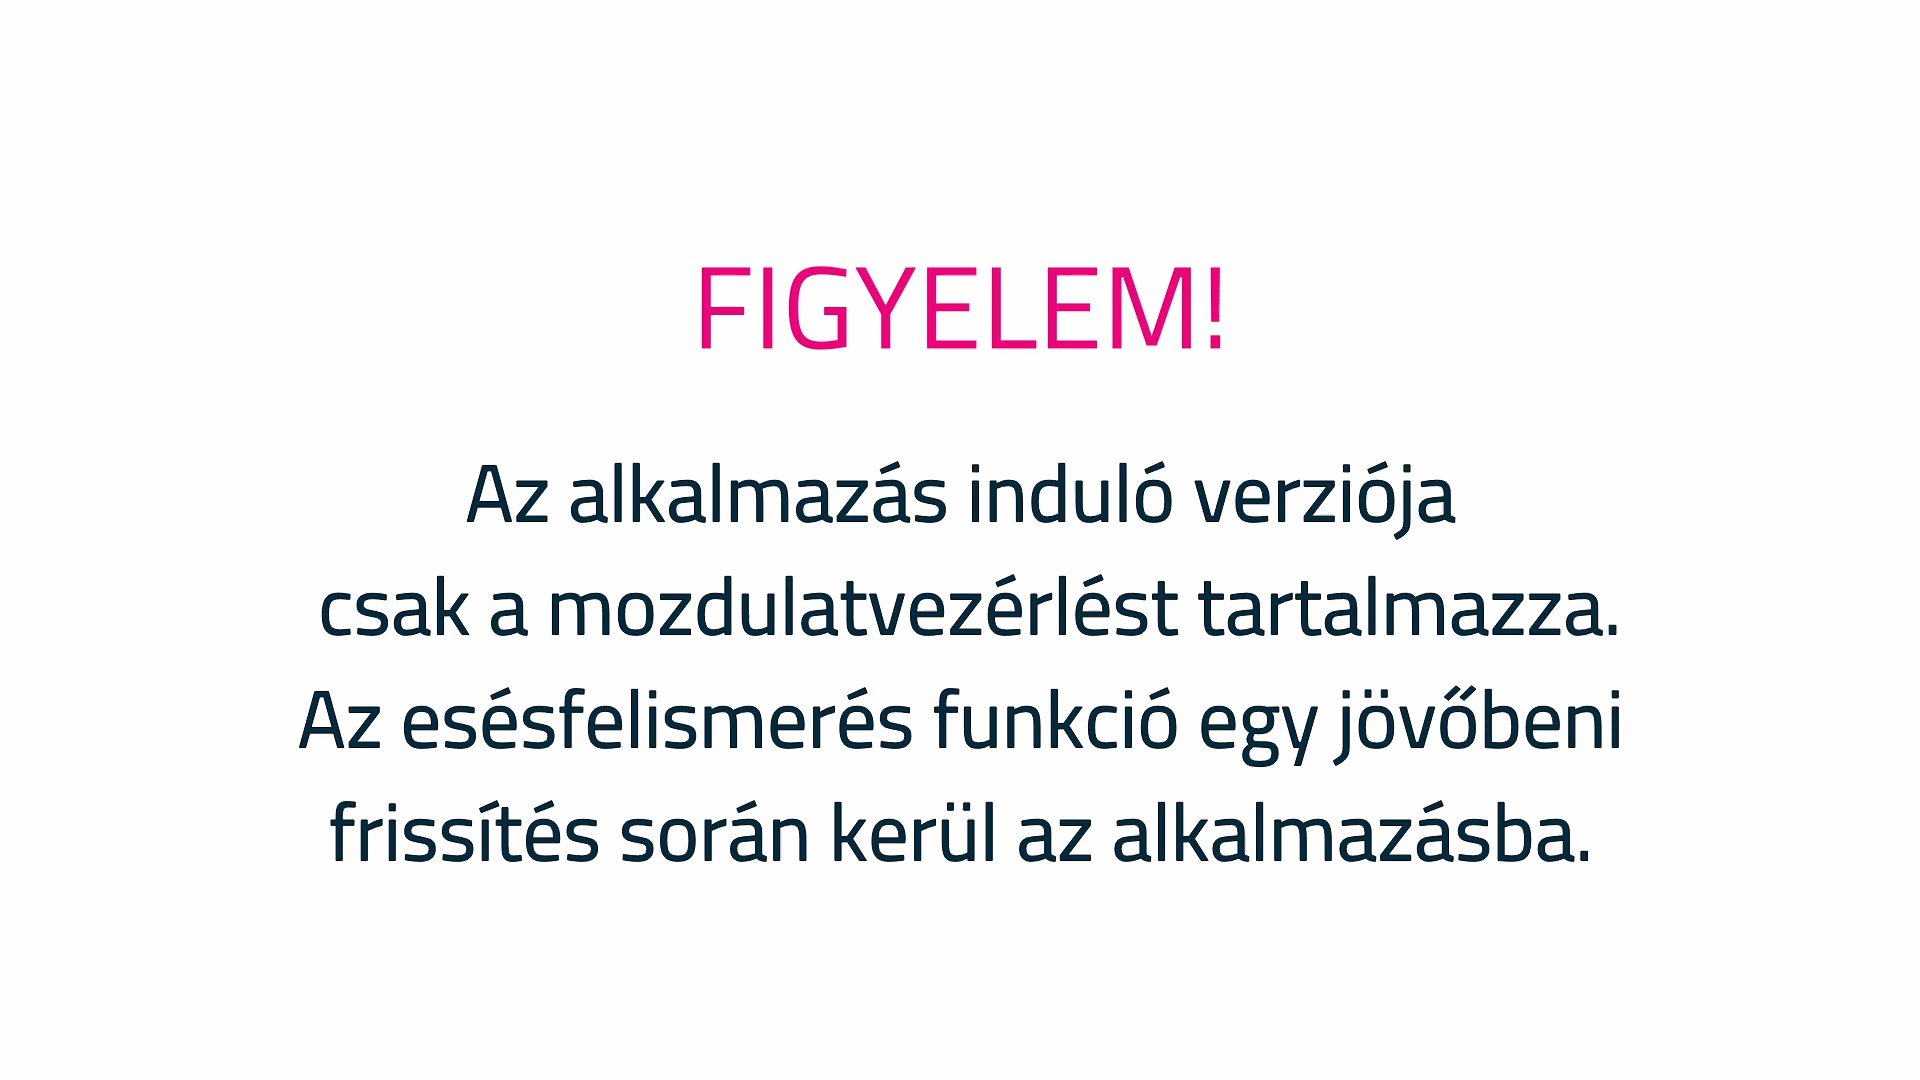 FIGYELEM!
Az alkalmazás induló verziója
csak a mozdulatvezérlést tartalmazza.
Az esésfelismerés funkció egy jövőbeni
frissítés során kerül az alkalmazásba.